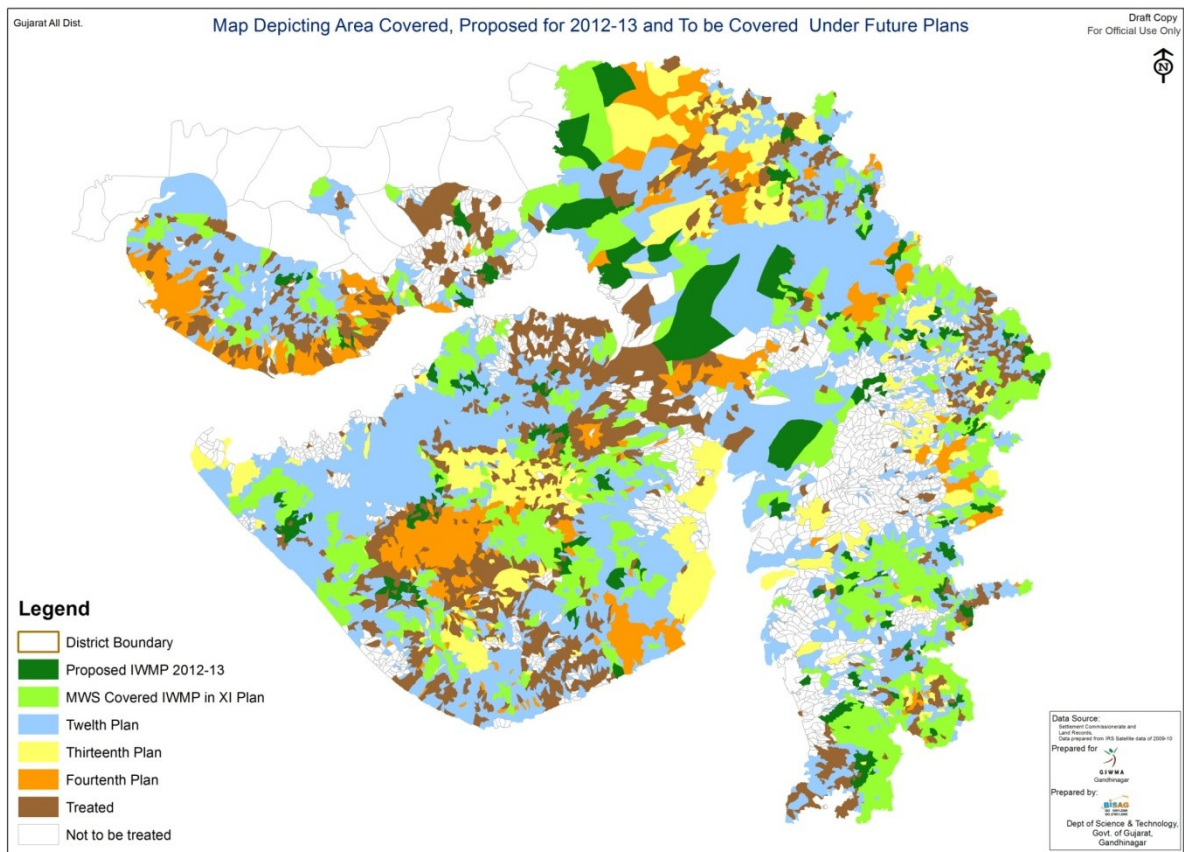 Gujarat All Dist.
Map Depicting Area Covered, Proposed for 2012-13 and To be Covered Under Future Plans
Draft Copy
For Official Use Only
N
Legend
District Boundary
Proposed IWMP 2012-13
MWS Covered IWMP in XI Plan
Twelth Plan
Thirteenth Plan
Fourtenth Plan
Treated
Not to be treated
Data Source:
Settlement Commissionerate and
Land Records,
Data prepared from IRS Satellite data of 2009-10
Prepared for
GIWMA
Gandhinagar
Prepared by:
BISAG
Dept of Science & Technology,
Govt. of Gujarat,
Gandhinagar